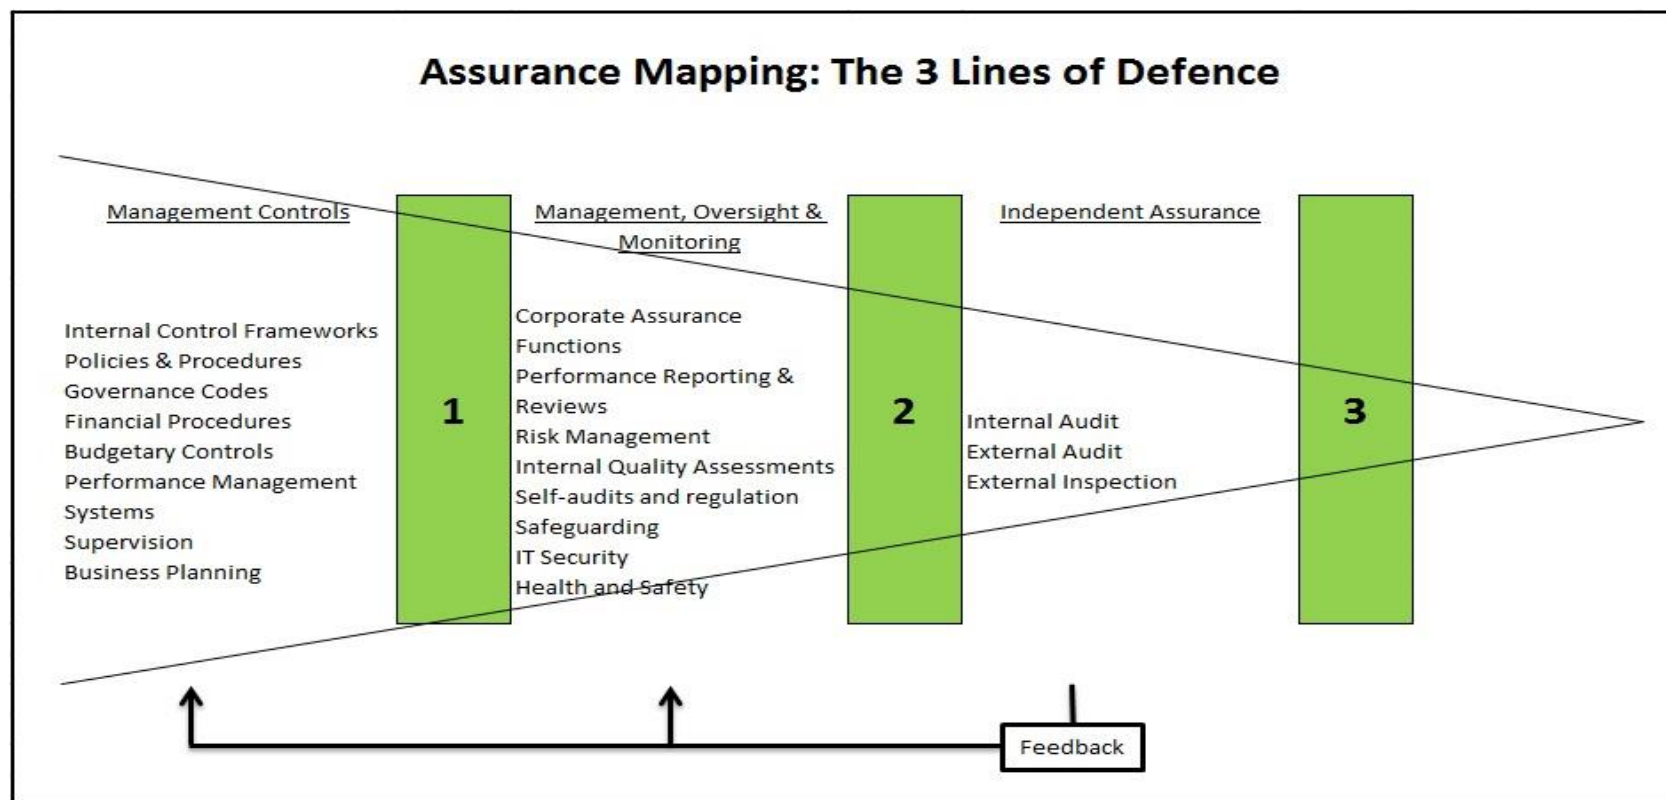 Assurance Mapping: The 3 Lines of Defence
Management Controls
Internal Control Frameworks
Policies & Procedures
Governance Codes
Financial Procedures
Budgetary Controls
Performance Management
Systems
Supervision
Business Planning
1
Management, Oversight &
Monitoring
Corporate Assurance
Functions
Performance Reporting &
Reviews
Risk Management
Internal Quality Assessments
Self-audits and regulation
Safeguarding
IT Security
Health and Safety
2
Independent Assurance
Internal Audit
External Audit
External Inspection
3
Feedback